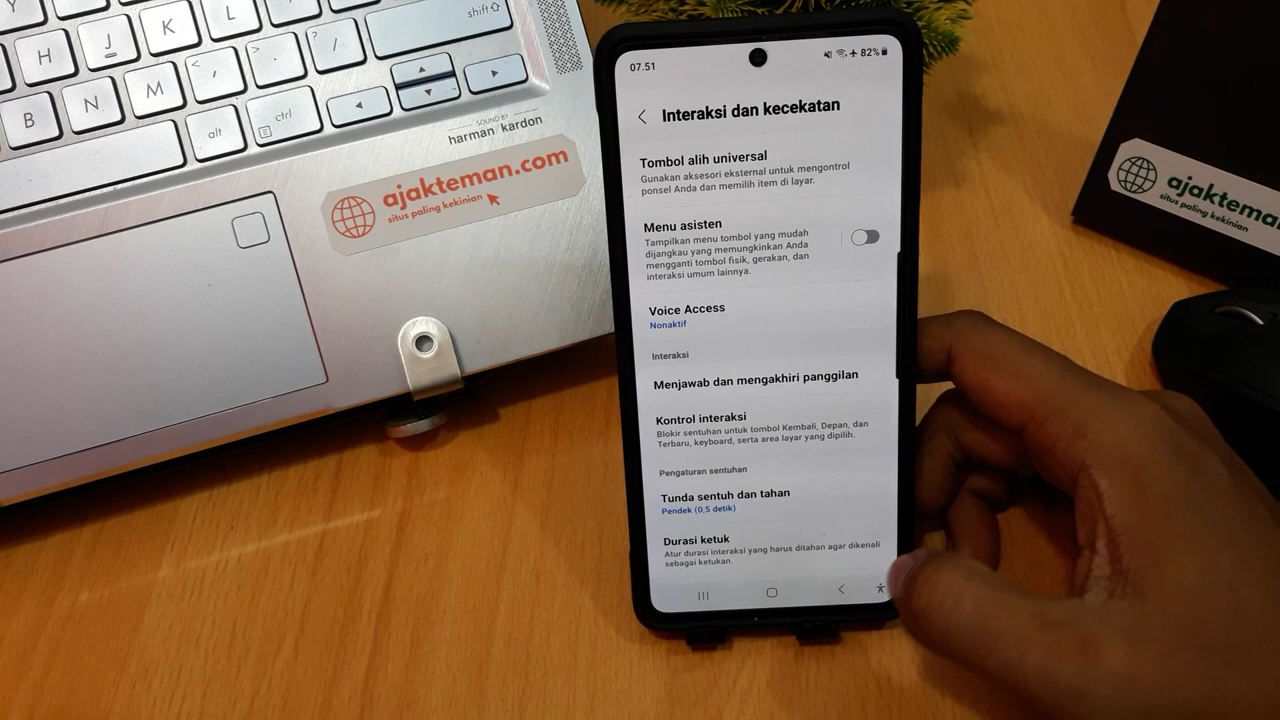 Y
H
J
K
L
B
N
M
<
,
>
.
?
/
shift
alt
ctrl
SOUND BY
harman/kardon
ajakteman.com
situs paling kekinian
07.51
82%
Interaksi dan kecekatan
Tombol alih universal
Gunakan aksesori eksternal untuk mengontrol
ponsel Anda dan memilih item di layar.
Menu asisten
Tampilkan menu tombol yang mudah
dijangkau yang memungkinkan Anda
mengganti tombol fisik, gerakan, dan
interaksi umum lainnya.
Voice Access
Nonaktif
Interaksi
Menjawab dan mengakhiri panggilan
Kontrol interaksi
Blokir sentuhan untuk tombol Kembali, Depan, dan
Terbaru, keyboard, serta area layar yang dipilih.
Pengaturan sentuhan
Tunda sentuh dan tahan
Pendek (0,5 detik)
Durasi ketuk
Atur durasi interaksi yang harus ditahan agar dikenali
sebagai ketukan.
ajaktema
situs paling kekinian